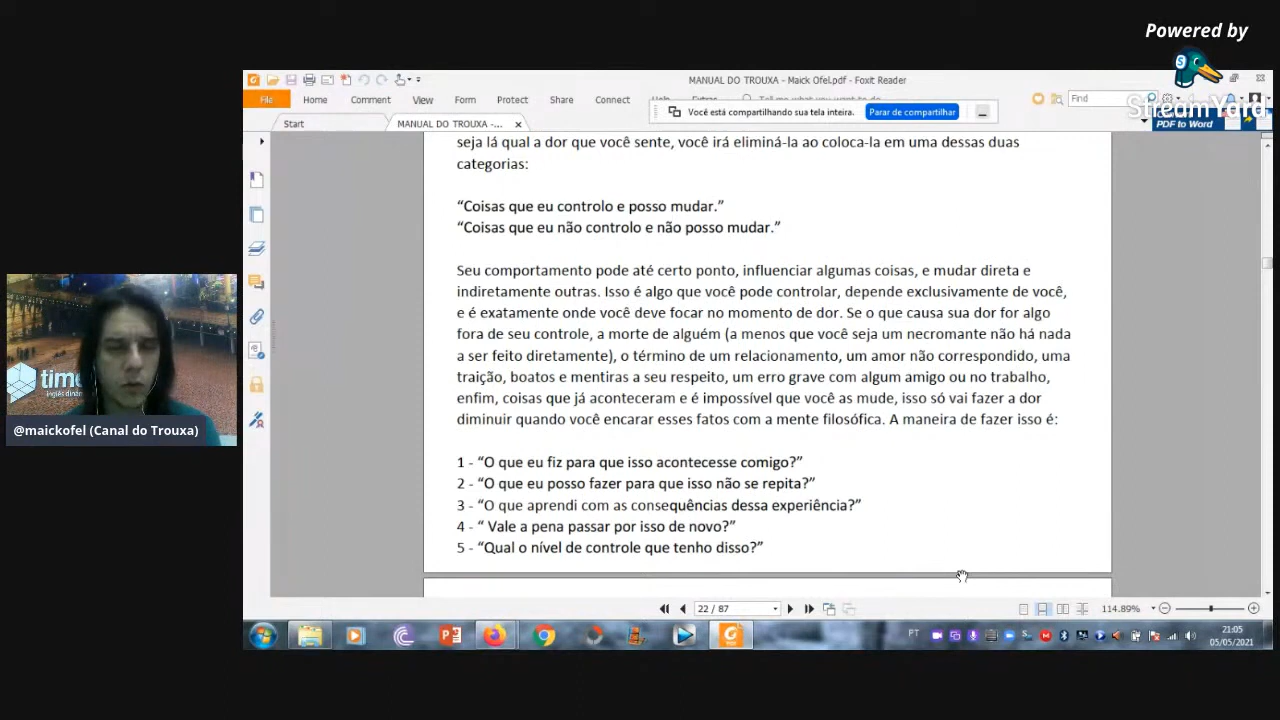 Powered by
StreamYard
MANUAL DO TROUXA - Maick Ofel.pdf - Foxit Reader
File Home Comment View Form Protect Share Connect Find
Você está compartilhando sua tela inteira. Parar de compartilhar
PDF to Word
Start MANUAL DO TROUXA -...
seja lá qual a dor que você sente, você irá eliminá-la ao coloca-la em uma dessas duas
categorias:
“Coisas que eu controlo e posso mudar.”
“Coisas que eu não controlo e não posso mudar.”
Seu comportamento pode até certo ponto, influenciar algumas coisas, e mudar direta e
indiretamente outras. Isso é algo que você pode controlar, depende exclusivamente de você,
e é exatamente onde você deve focar no momento de dor. Se o que causa sua dor for algo
fora de seu controle, a morte de alguém (a menos que você seja um necromante não há nada
a ser feito diretamente), o término de um relacionamento, um amor não correspondido, uma
traição, boatos e mentiras a seu respeito, um erro grave com algum amigo ou no trabalho,
enfim, coisas que já aconteceram e é impossível que você as mude, isso só vai fazer a dor
diminuir quando você encarar esses fatos com a mente filosófica. A maneira de fazer isso é:
1 - “O que eu fiz para que isso acontecesse comigo?”
2 - “O que eu posso fazer para que isso não se repita?”
3 - “O que aprendi com as consequências dessa experiência?”
4 - “ Vale a pena passar por isso de novo?”
5 - “Qual o nível de controle que tenho disso?”
time
inglês dinâm
@maickofel (Canal do Trouxa)
22 / 87
114.89%
PT
21:05
05/05/2021